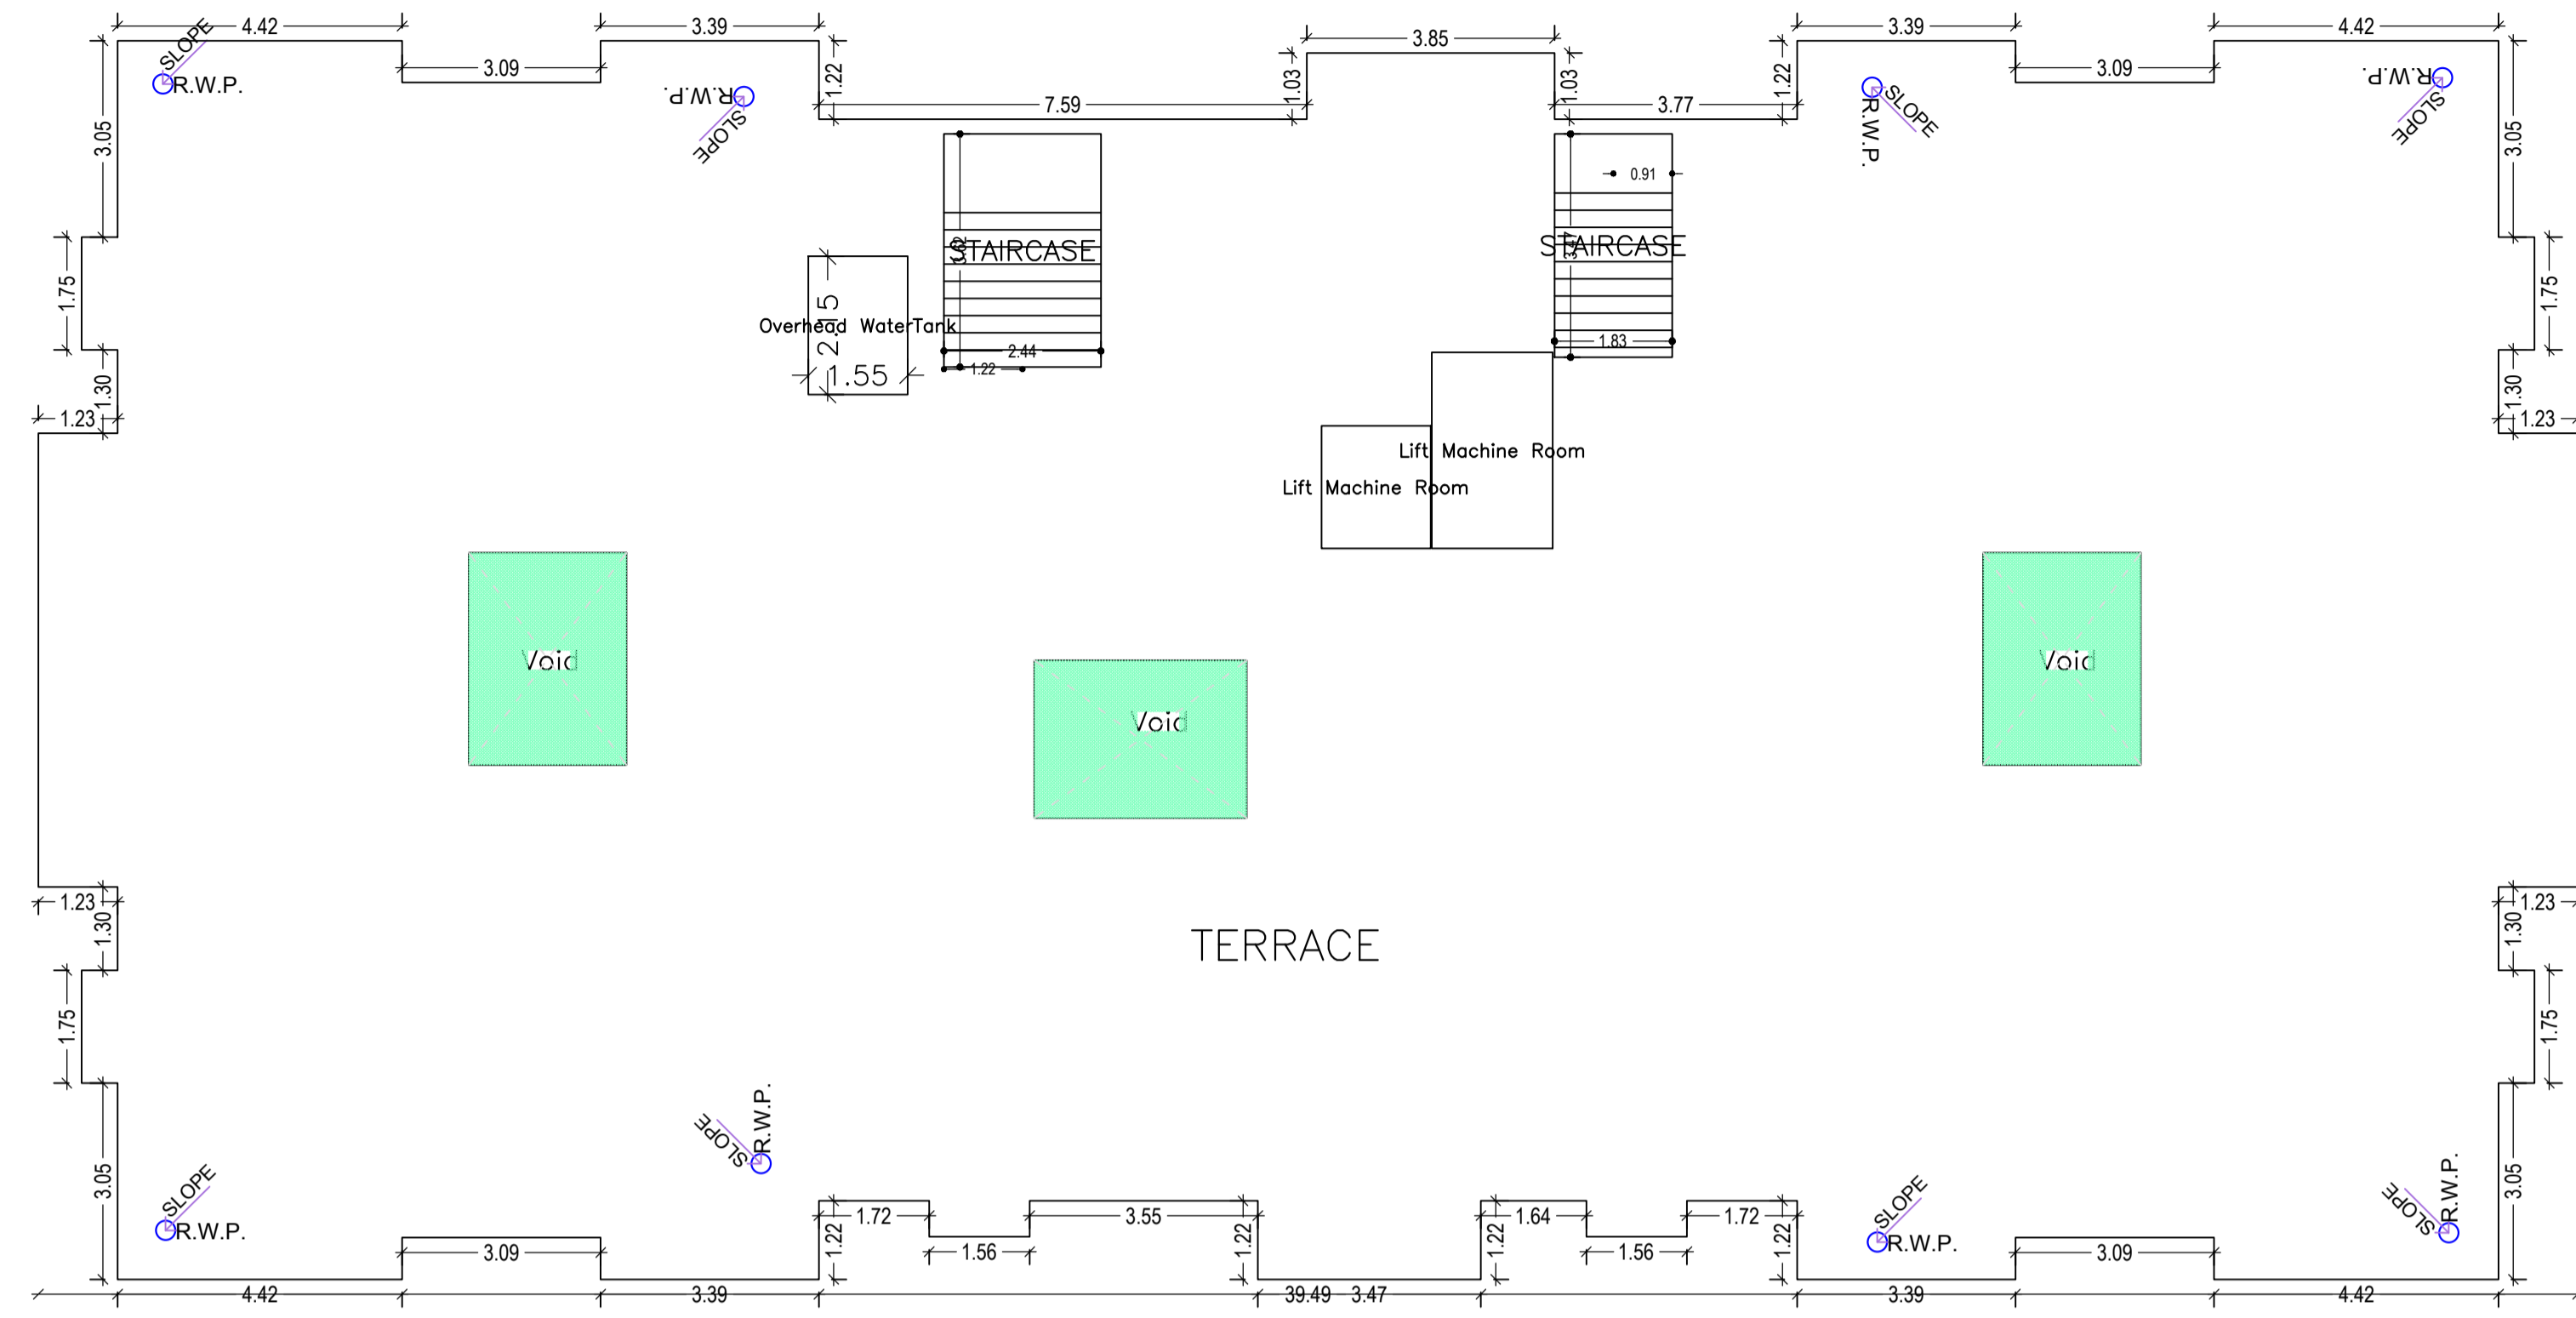 4.42
3.39
3.85
3.39
4.42
SLOPE
R.W.P.
3.09
R.W.P.
SLOPE
1.22
7.59
1.03
1.03
3.77
1.22
R.W.P.
SLOPE
3.09
R.W.P.
SLOPE
3.05
3.05
0.91
STAIRCASE
3.62
STAIRCASE
3.47
1.75
1.75
Overhead WaterTank
2.15
1.55
2.44
1.22
1.83
1.30
1.23
1.30
1.23
Lift Machine Room
Lift Machine Room
Void
Void
Void
1.23
1.30
TERRACE
1.30
1.23
1.75
1.75
SLOPE
R.W.P.
3.05
SLOPE
R.W.P.
SLOPE
R.W.P.
SLOPE
R.W.P.
3.05
3.09
1.72
1.22
1.56
3.55
1.22
1.22
1.64
1.56
1.72
1.22
3.09
4.42
3.39
39.49
3.47
3.39
4.42